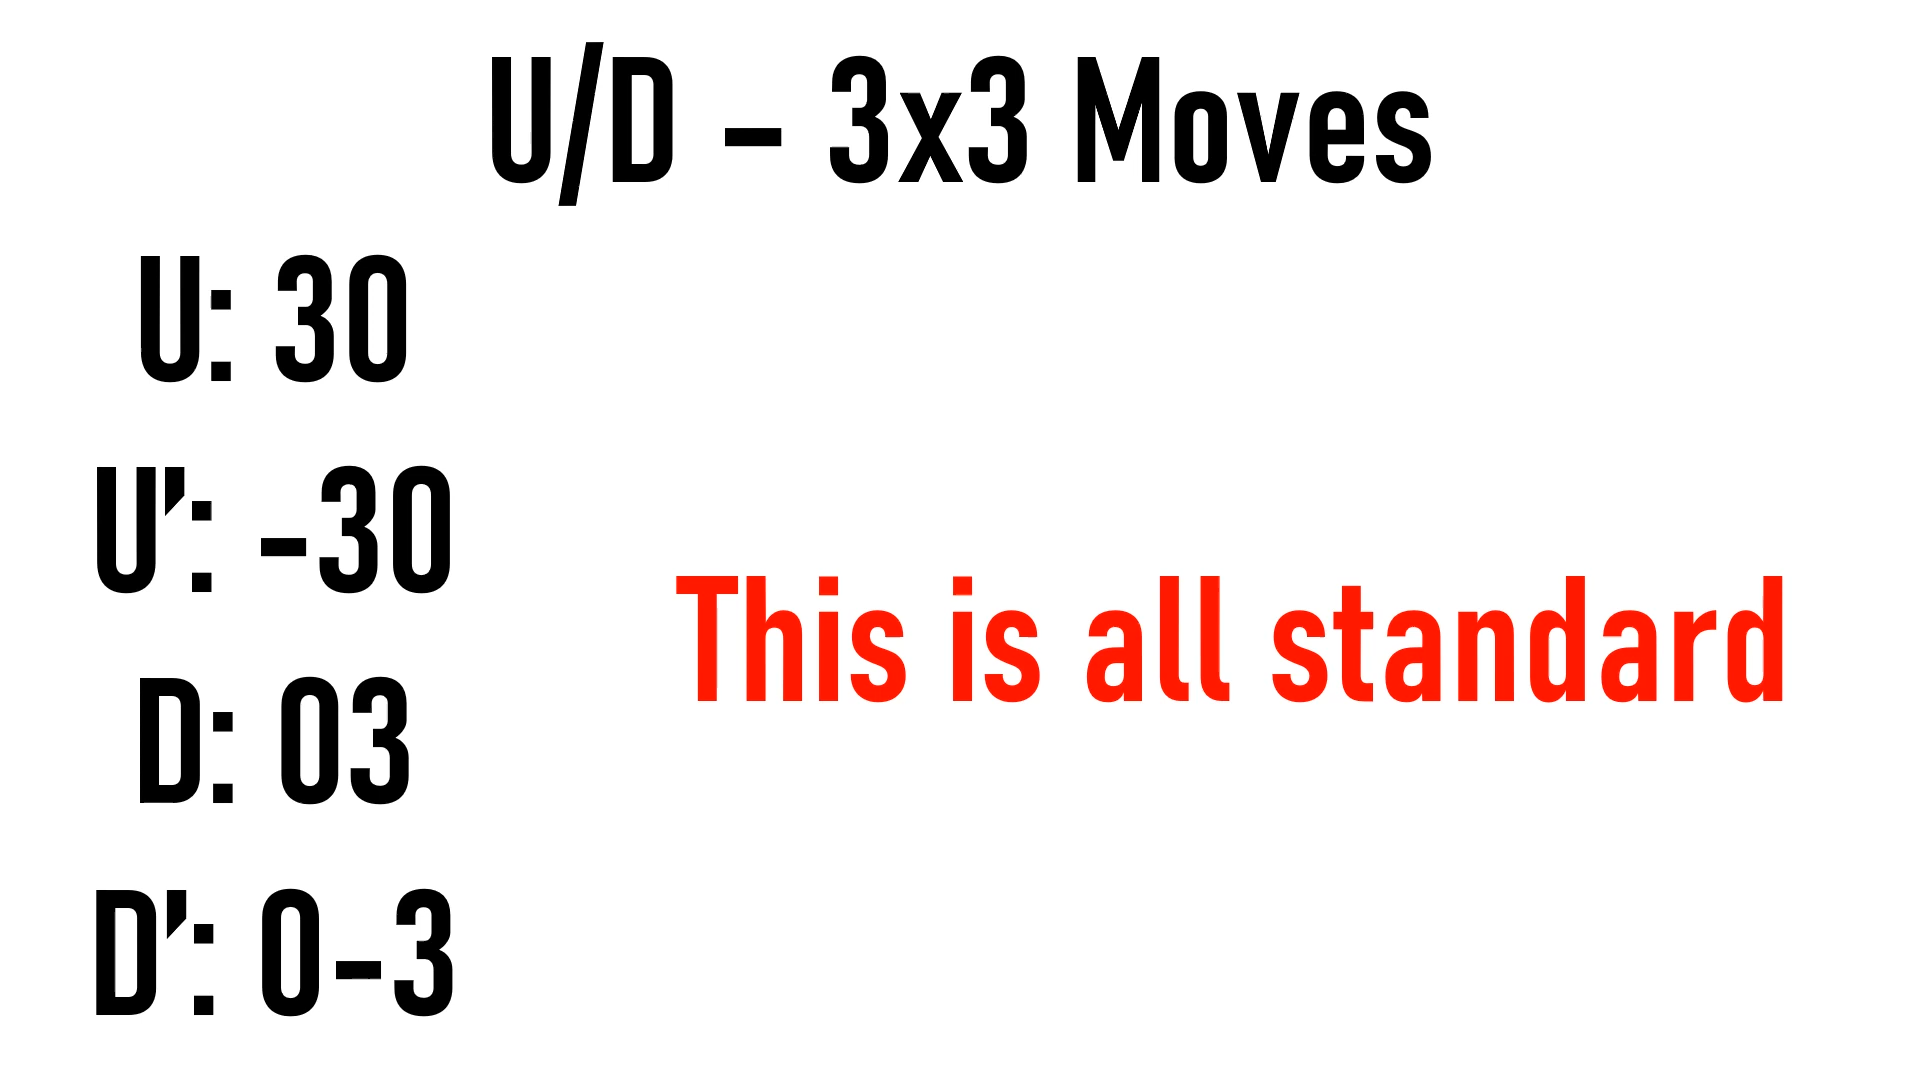 U/D - 3x3 Moves
U: 30
U': -30
This is all standard
D: 03
D': 0-3